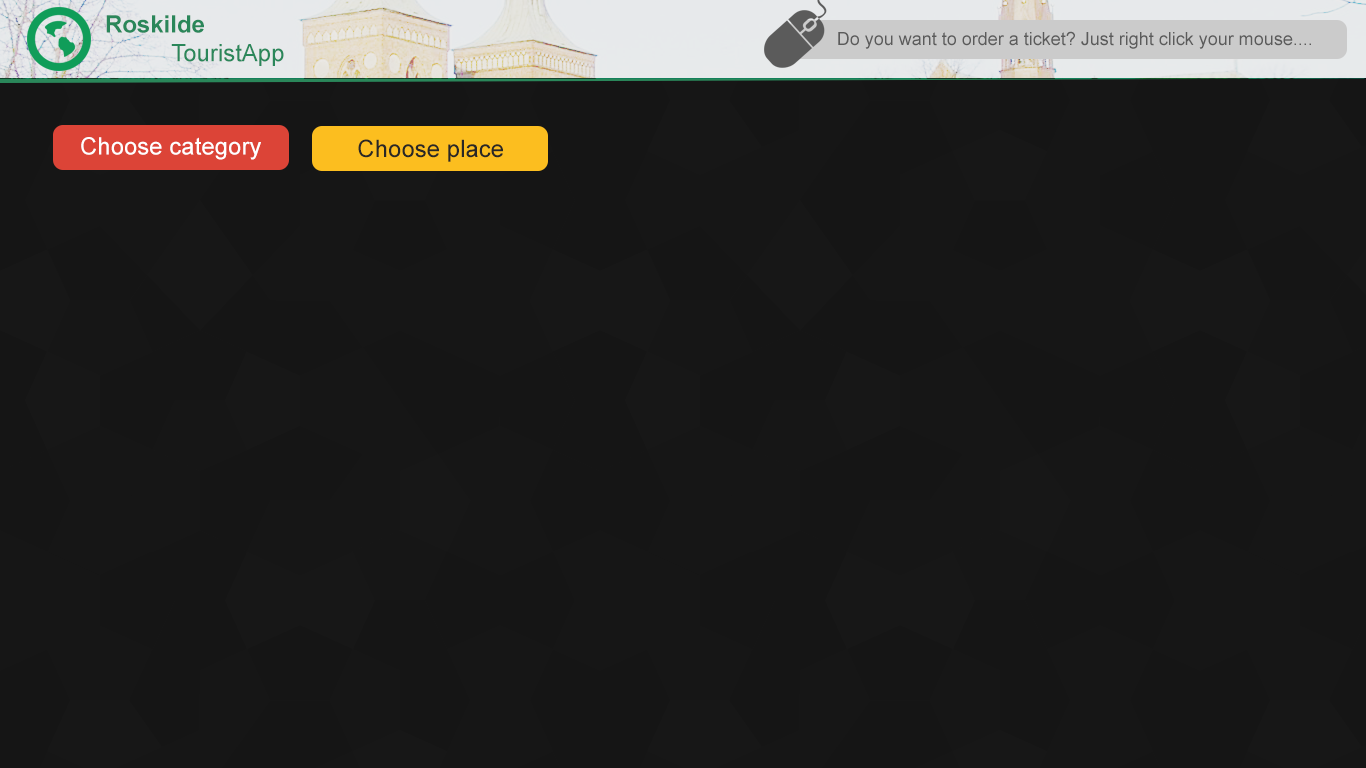 Roskilde
TouristApp
Do you want to order a ticket? Just right click your mouse....
Choose category
Choose place